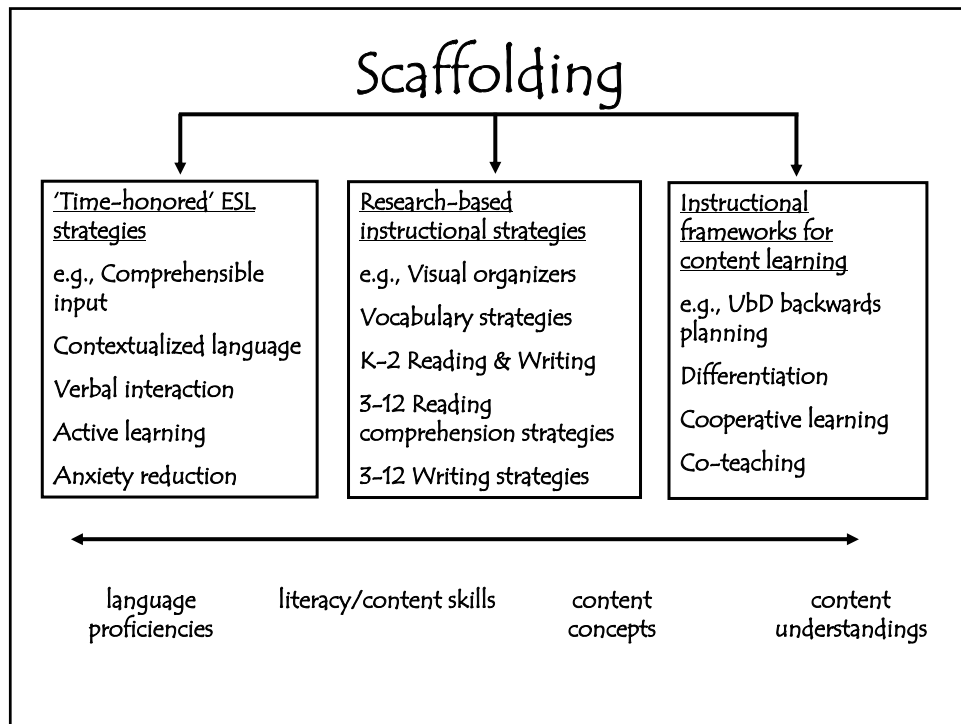 Scaffolding
‘Time-honored’ ESL
strategies
e.g., Comprehensible
input
Contextualized language
Verbal interaction
Active learning
Anxiety reduction
Research-based
instructional strategies
e.g., Visual organizers
Vocabulary strategies
K-2 Reading & Writing
3-12 Reading
comprehension strategies
3-12 Writing strategies
Instructional
frameworks for
content learning
e.g., UbD backwards
planning
Differentiation
Cooperative learning
Co-teaching
language
proficiencies
literacy/content skills
content
concepts
content
understandings